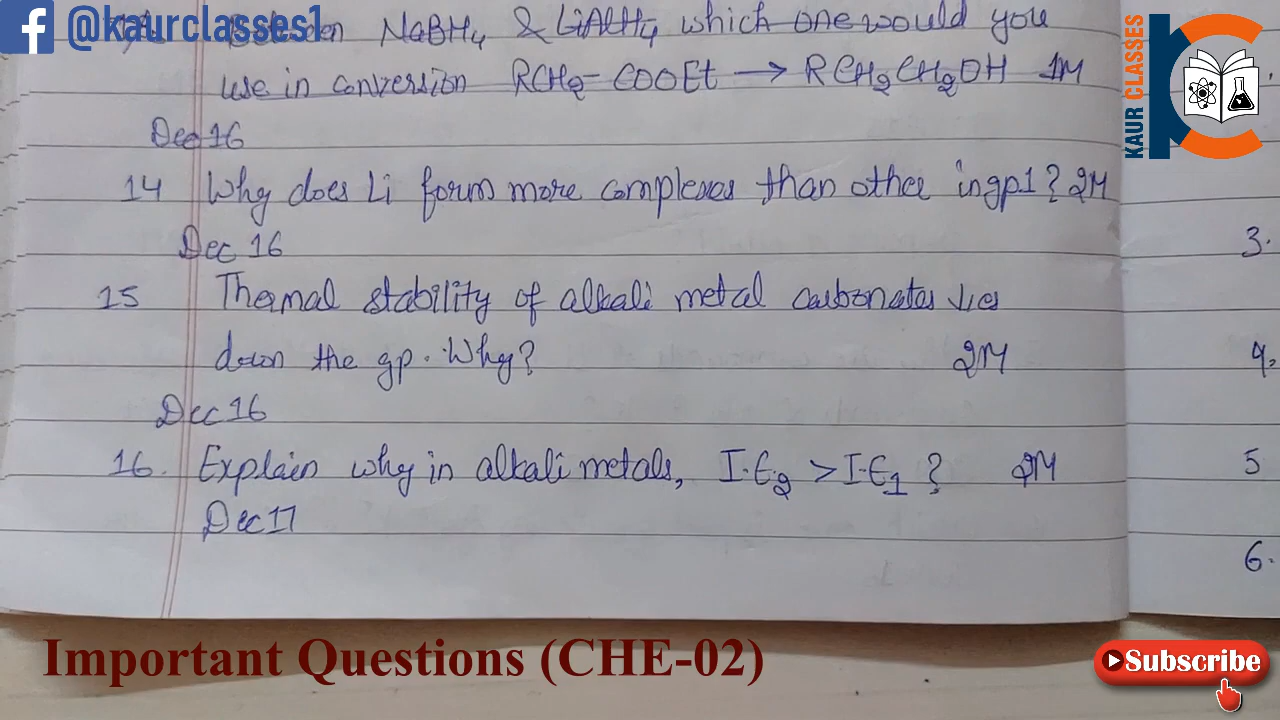 @kaurclasses1
NaBH4 & LiAlH4 which one would you
use in conversion RCH2-COOEt → RCH2CH2OH 1M
Dec 16
14 Why does Li form more complexes than other in gp1? 2M
Dec 16
15 Thermal stability of alkali metal carbonates ↓es
down the gp. Why? 2M
Dec 16
16. Explain why in alkali metals, I.E2 > I.E1 ? 2M
Dec 17
3.
4.
5
6.
KAUR CLASSES
Important Questions (CHE-02)
Subscribe